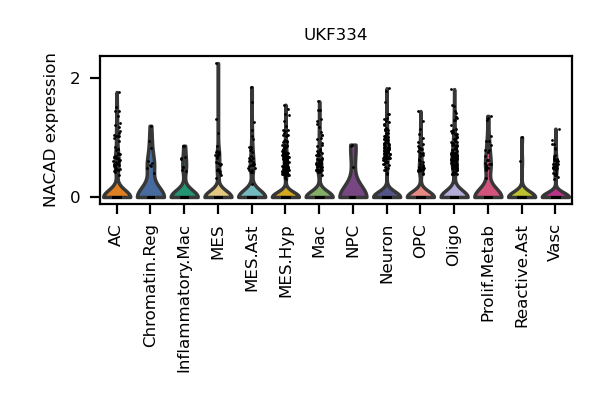 UKF334
NACAD expression
2
0
AC
Chromatin.Reg
Inflammatory.Mac
MES
MES.Ast
MES.Hyp
Mac
NPC
Neuron
OPC
Oligo
Prolif.Metab
Reactive.Ast
Vasc